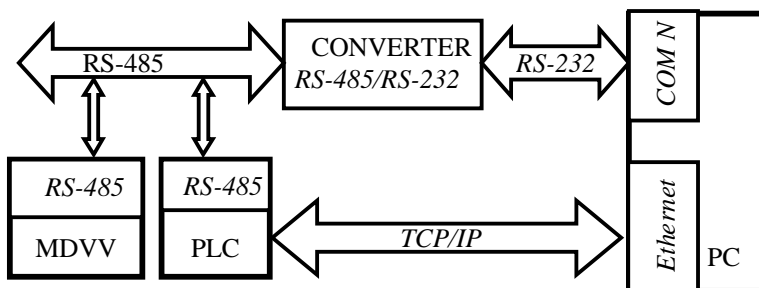 CONVERTER
RS-485/RS-232
RS-485
RS-232
COM N
RS-485
RS-485
MDVV
PLC
TCP/IP
Ethernet
PC